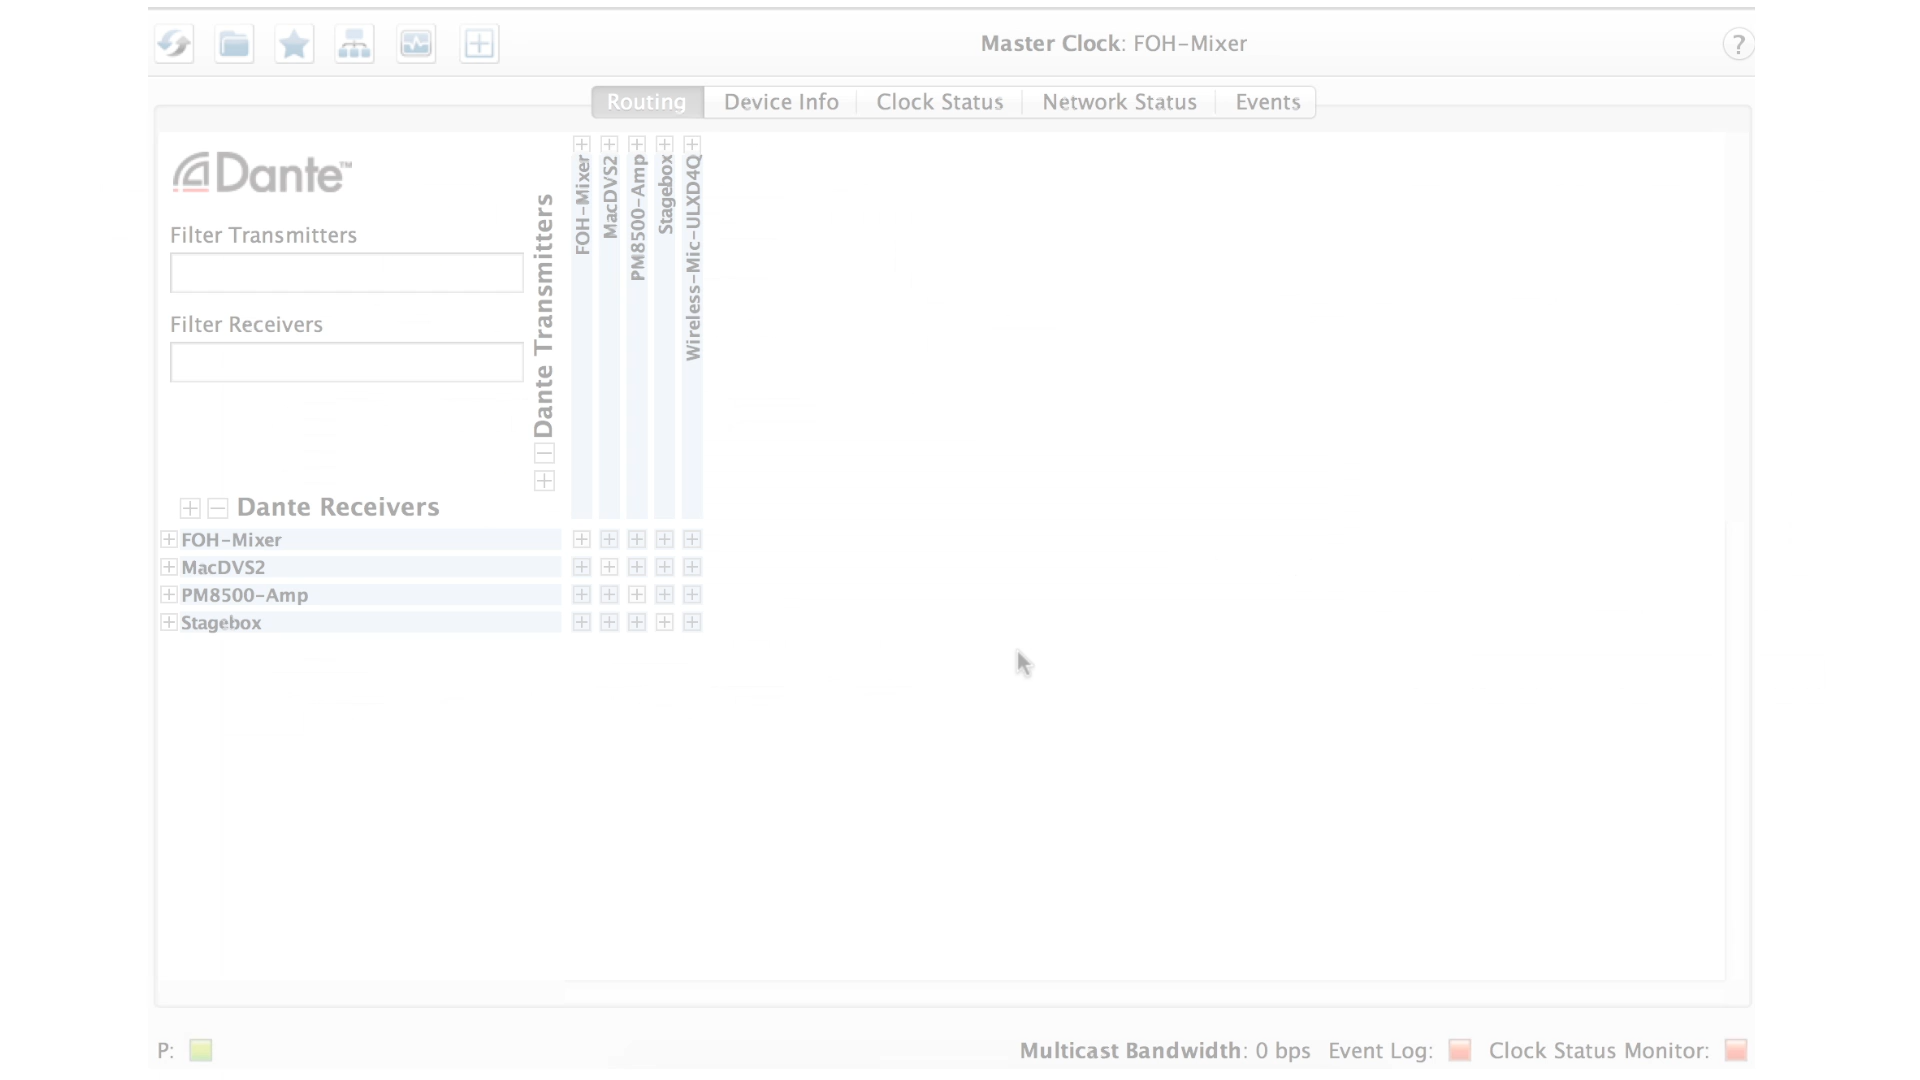 Master Clock: FOH-Mixer
?
Routing
Device Info
Clock Status
Network Status
Events
Dante™
Filter Transmitters
Filter Receivers
Dante Transmitters
FOH-Mixer
MacDVS2
PM8500-Amp
Stagebox
Wireless-Mic-ULXD4Q
Dante Receivers
FOH-Mixer
MacDVS2
PM8500-Amp
Stagebox
P:
Multicast Bandwidth: 0 bps
Event Log:
Clock Status Monitor: